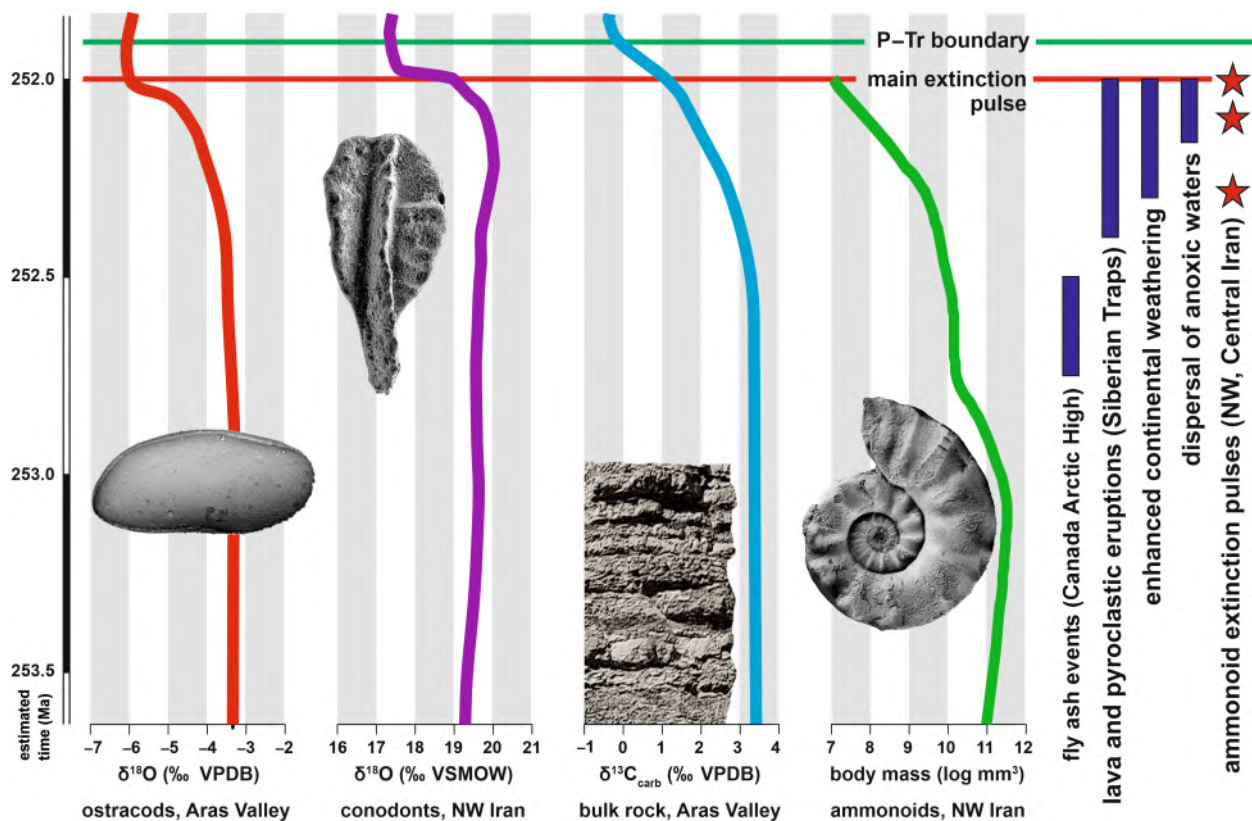 P–Tr boundary
main extinction
pulse
252.0
252.5
253.0
253.5
estimated
time (Ma)
–7 –6 –5 –4 –3 –2
δ¹⁸O (‰ VPDB)
ostracods, Aras Valley
16 17 18 19 20 21
δ¹⁸O (‰ VSMOW)
conodonts, NW Iran
–1 0 1 2 3 4
δ¹³C_carb (‰ VPDB)
bulk rock, Aras Valley
7 8 9 10 11 12
body mass (log mm³)
ammonoids, NW Iran
fly ash events (Canada Arctic High)
lava and pyroclastic eruptions (Siberian Traps)
enhanced continental weathering
dispersal of anoxic waters
ammonoid extinction pulses (NW, Central Iran)